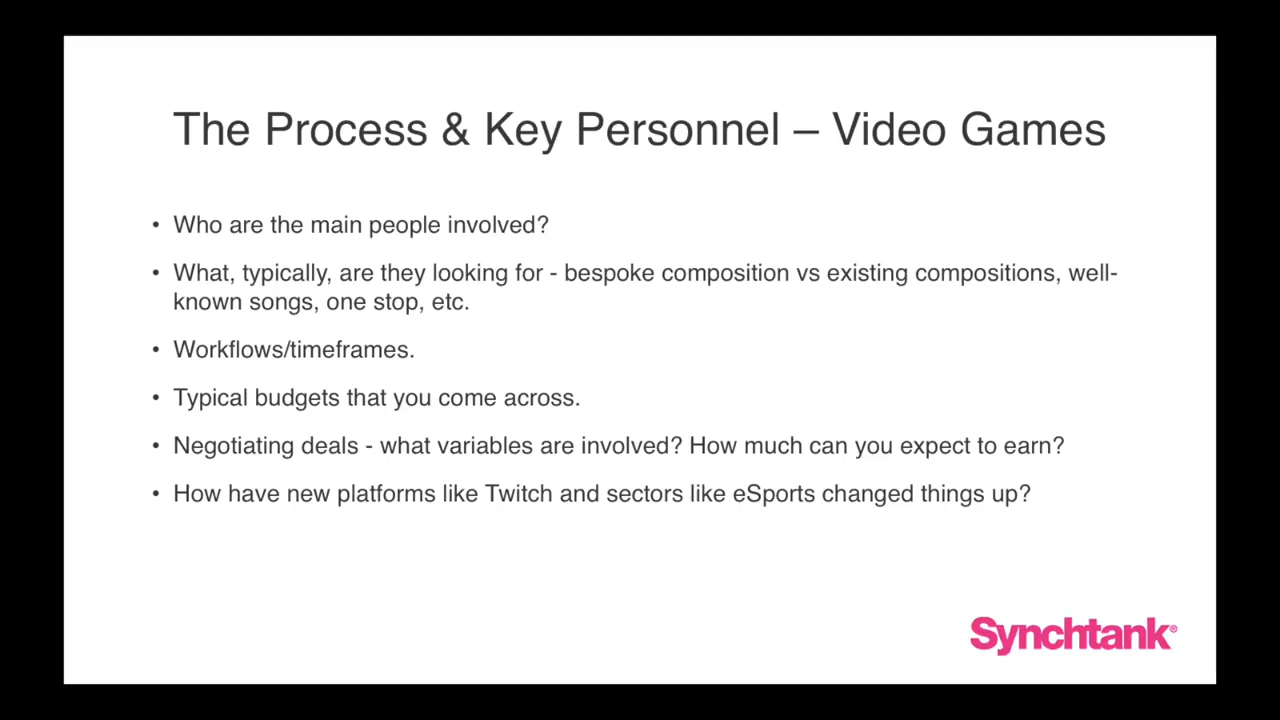 The Process & Key Personnel – Video Games
• Who are the main people involved?
• What, typically, are they looking for - bespoke composition vs existing compositions, well-
known songs, one stop, etc.
• Workflows/timeframes.
• Typical budgets that you come across.
• Negotiating deals - what variables are involved? How much can you expect to earn?
• How have new platforms like Twitch and sectors like eSports changed things up?
Synchtank®